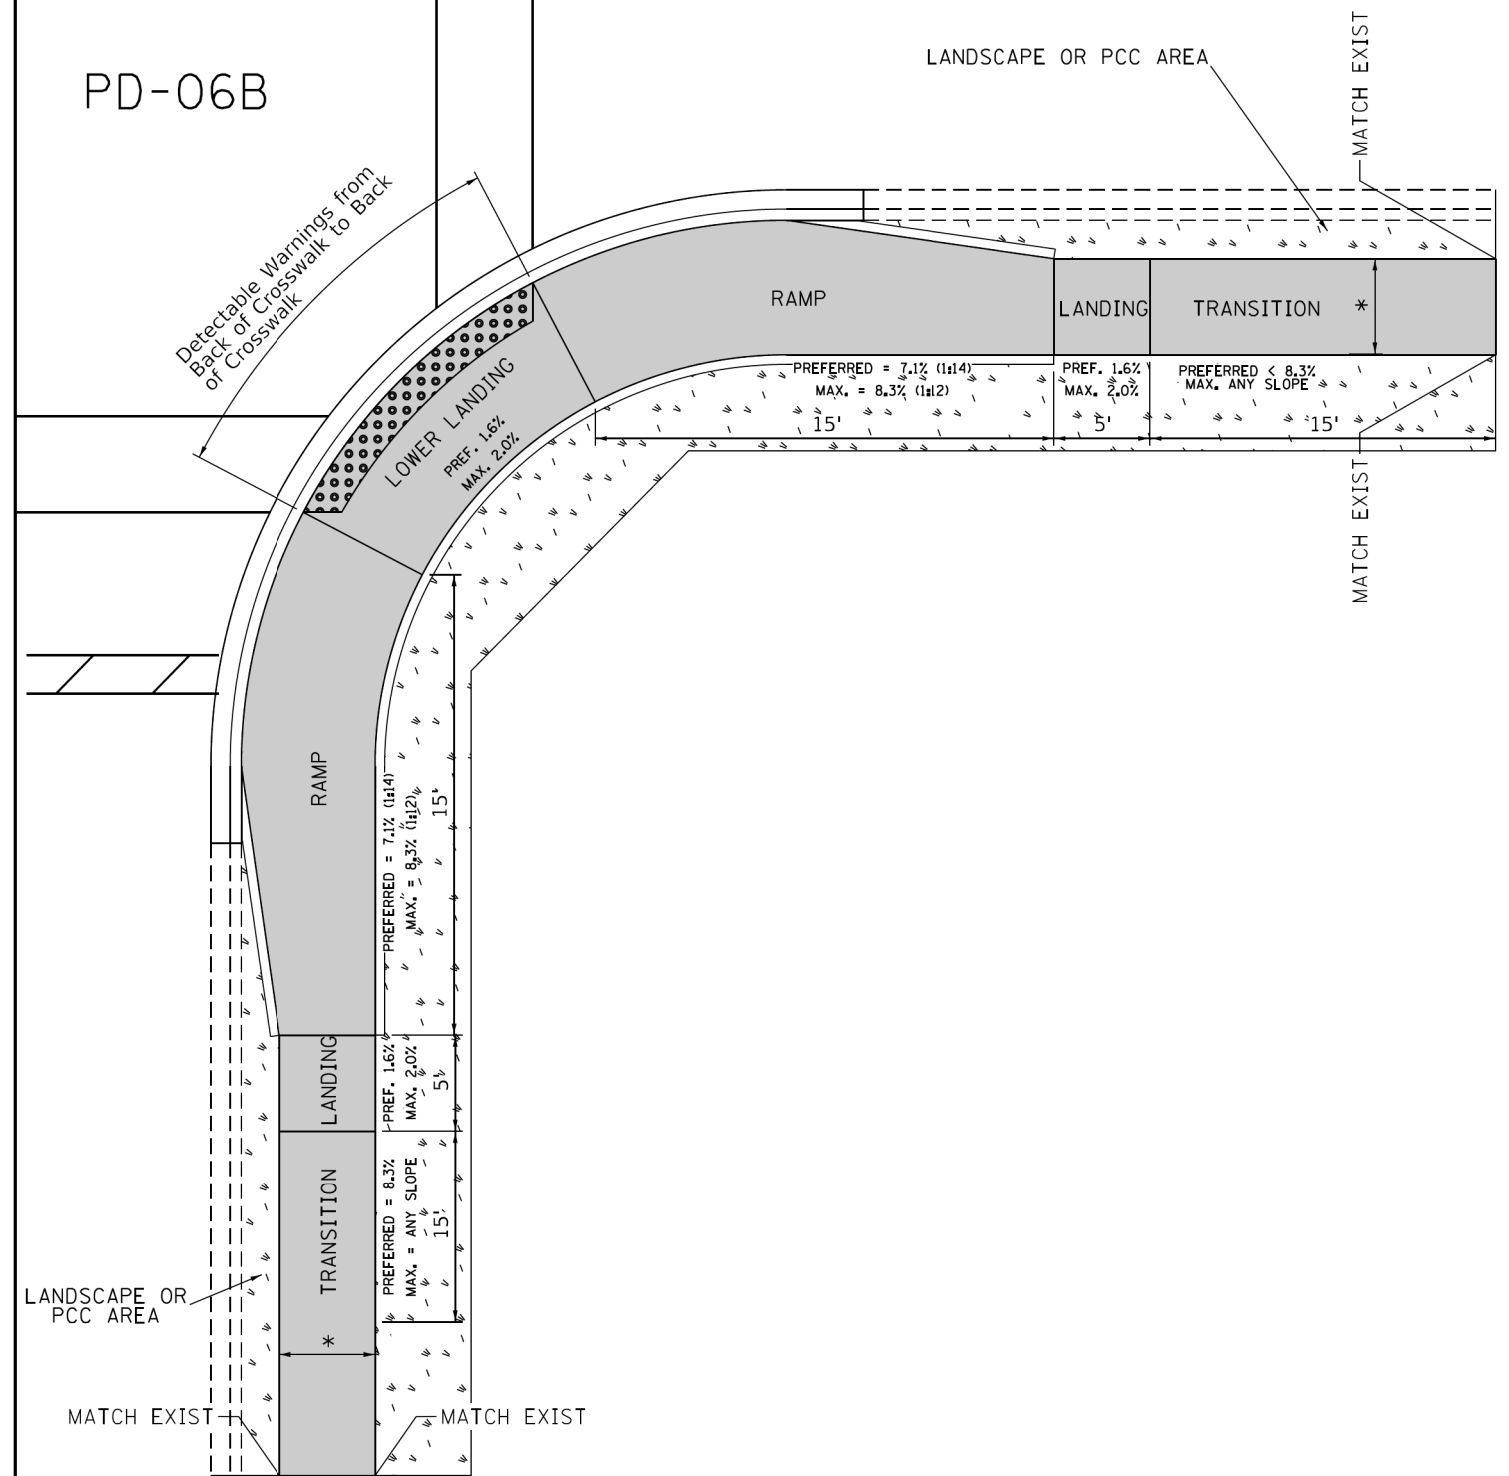 PD-06B
LANDSCAPE OR PCC AREA
MATCH EXIST
Detectable Warnings from
Back of Crosswalk to Back
of Crosswalk
RAMP
LANDING
TRANSITION
*
PREFERRED = 7.1% (1:14)
MAX. = 8.3% (1:12)
PREF. 1.6%
MAX. 2.0%
PREFERRED < 8.3%
MAX. ANY SLOPE
15'
5'
15'
LOWER LANDING
PREF. 1.6%
MAX. 2.0%
MATCH EXIST
RAMP
PREFERRED = 7.1% (1:14)
MAX. = 8.3% (1:12)
15'
LANDING
PREF. 1.6%
MAX. 2.0%
5'
TRANSITION
PREFERRED = 8.3%
MAX. = ANY SLOPE
15'
LANDSCAPE OR
PCC AREA
*
MATCH EXIST
MATCH EXIST